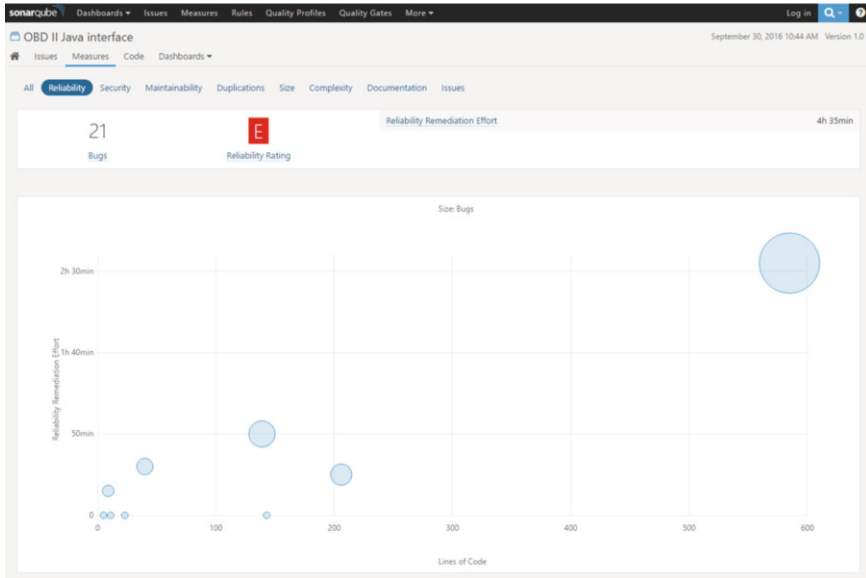 sonarqube Dashboards Issues Measures Rules Quality Profiles Quality Gates More Log in ?
OBD II Java interface September 30, 2016 10:44 AM Version 1.0
Issues Measures Code Dashboards
All Reliability Security Maintainability Duplications Size Complexity Documentation Issues
21 E Reliability Remediation Effort 4h 35min
Bugs Reliability Rating
Size: Bugs
2h 30min
1h 40min
50min
0
Reliability Remediation Effort
0 100 200 300 400 500 600
Lines of Code